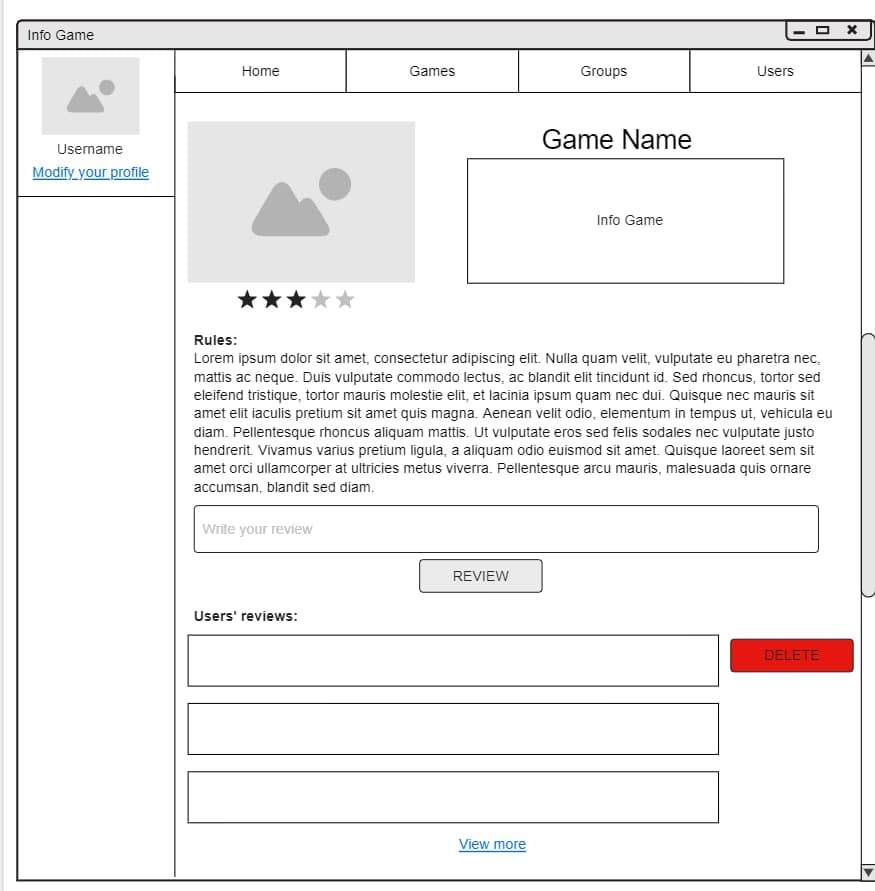 Info Game
Home
Games
Groups
Users
Username
Modify your profile
Game Name
Info Game
Rules:
Lorem ipsum dolor sit amet, consectetur adipiscing elit. Nulla quam velit, vulputate eu pharetra nec,
mattis ac neque. Duis vulputate commodo lectus, ac blandit elit tincidunt id. Sed rhoncus, tortor sed
eleifend tristique, tortor mauris molestie elit, et lacinia ipsum quam nec dui. Quisque nec mauris sit
amet elit iaculis pretium sit amet quis magna. Aenean velit odio, elementum in tempus ut, vehicula eu
diam. Pellentesque rhoncus aliquam mattis. Ut vulputate eros sed felis sodales nec vulputate justo
hendrerit. Vivamus varius pretium ligula, a aliquam odio euismod sit amet. Quisque laoreet sem sit
amet orci ullamcorper at ultricies metus viverra. Pellentesque arcu mauris, malesuada quis ornare
accumsan, blandit sed diam.
Write your review
REVIEW
Users' reviews:
DELETE
View more